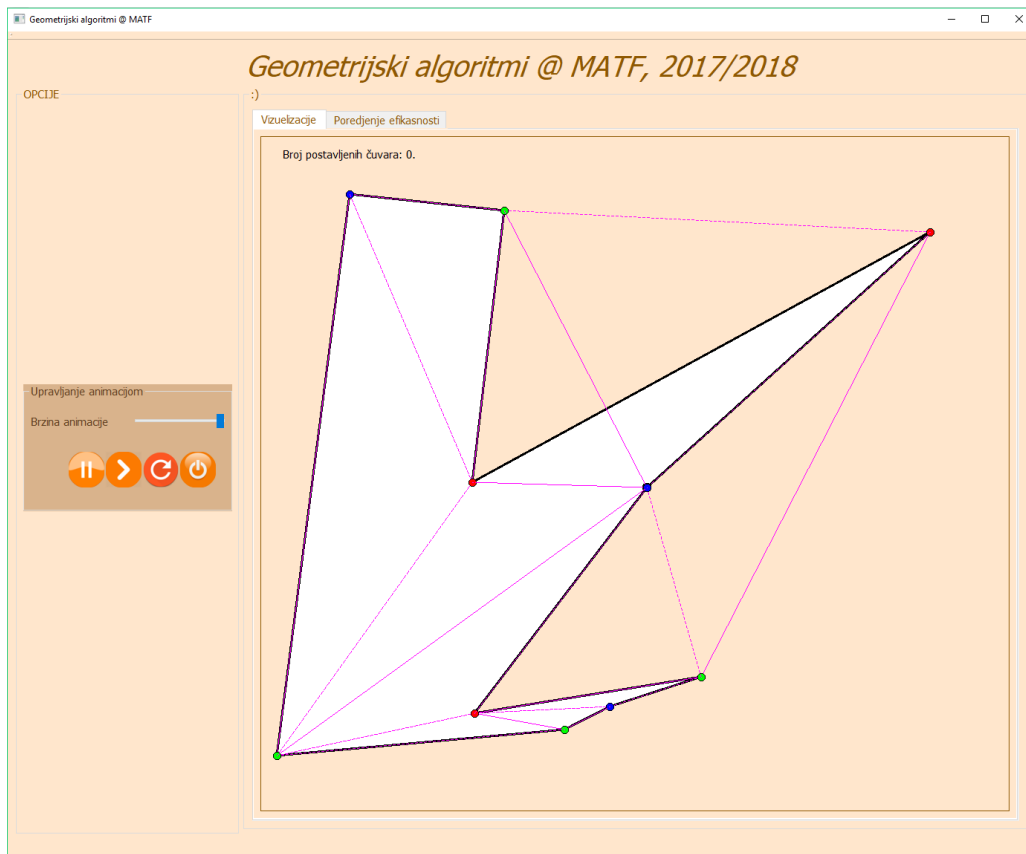 Geometrijski algoritmi @ MATF
Geometrijski algoritmi @ MATF, 2017/2018
OPCIJE
:)
Vizuelizacije
Poredjenje efikasnosti
Broj postavljenih čuvara: 0.
Upravljanje animacijom
Brzina animacije